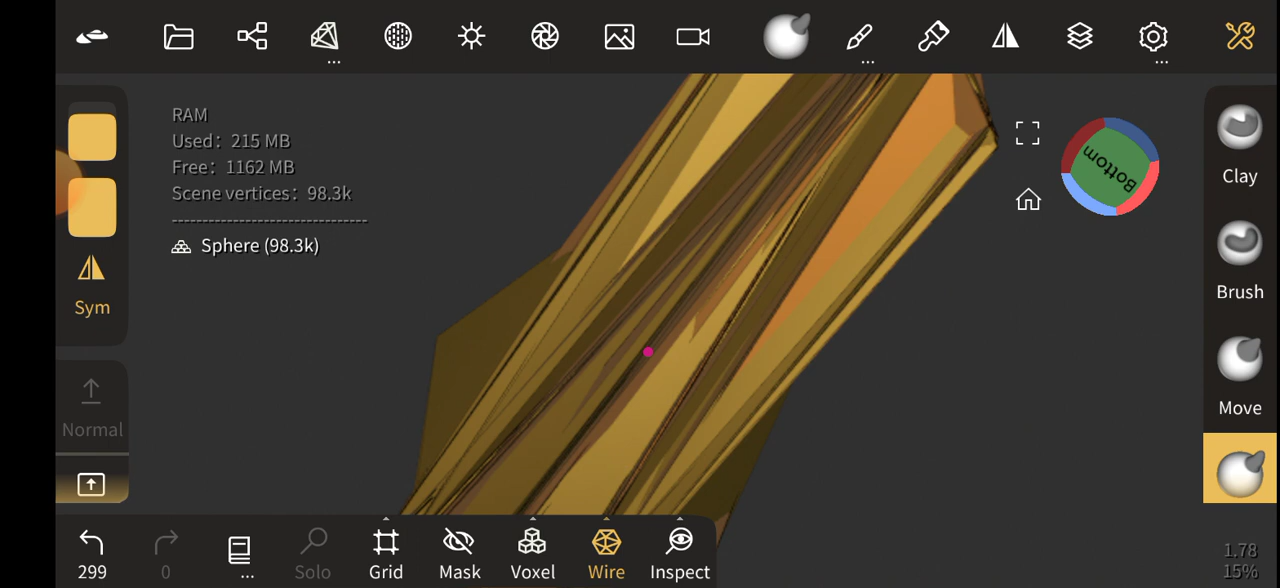 ...
...
...
RAM
Used: 215 MB
Free: 1162 MB
Scene vertices: 98.3k
-------------------------------
Sphere (98.3k)
Bottom
Sym
Normal
Clay
Brush
Move
299
0
...
Solo
Grid
Mask
Voxel
Wire
Inspect
1.78
15%